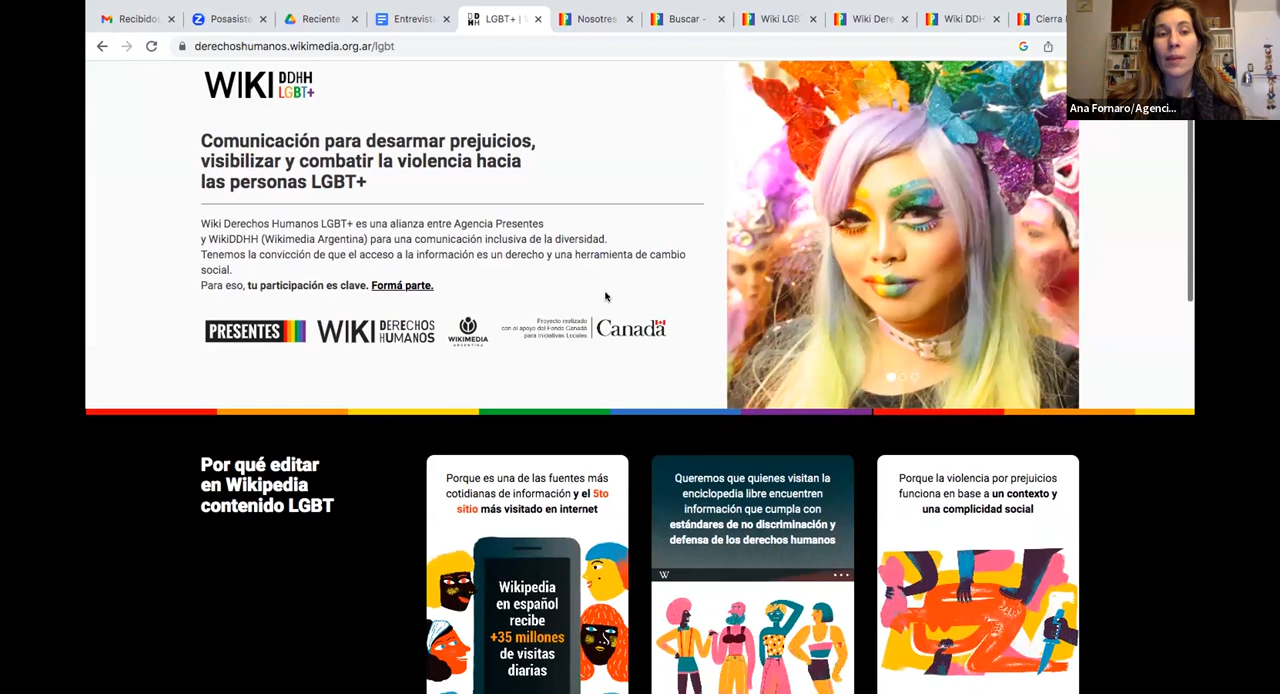 Recibidos
Posasiste
Reciente
Entrevist
LGBT+ |
Nosotres
Buscar -
Wiki LGB
Wiki Dere
Wiki DDH
Cierra
derechoshumanos.wikimedia.org.ar/lgbt
Ana Fornaro/Agenci...
WIKI DDHH
LGBT+
Comunicación para desarmar prejuicios,
visibilizar y combatir la violencia hacia
las personas LGBT+
Wiki Derechos Humanos LGBT+ es una alianza entre Agencia Presentes
y WikiDDHH (Wikimedia Argentina) para una comunicación inclusiva de la diversidad.
Tenemos la convicción de que el acceso a la información es un derecho y una herramienta de cambio
social.
Para eso, tu participación es clave. Formá parte.
PRESENTES
WIKI DERECHOS
HUMANOS
WIKIMEDIA
ARGENTINA
Proyecto realizado
con el apoyo del Fondo Canadá
para Iniciativas Locales
Canada
Por qué editar
en Wikipedia
contenido LGBT
Porque es una de las fuentes más
cotidianas de información y el 5to
sitio más visitado en internet
Wikipedia
en español
recibe
+35 millones
de visitas
diarias
Queremos que quienes visitan la
enciclopedia libre encuentren
información que cumpla con
estándares de no discriminación y
defensa de los derechos humanos
W
Porque la violencia por prejuicios
funciona en base a un contexto y
una complicidad social